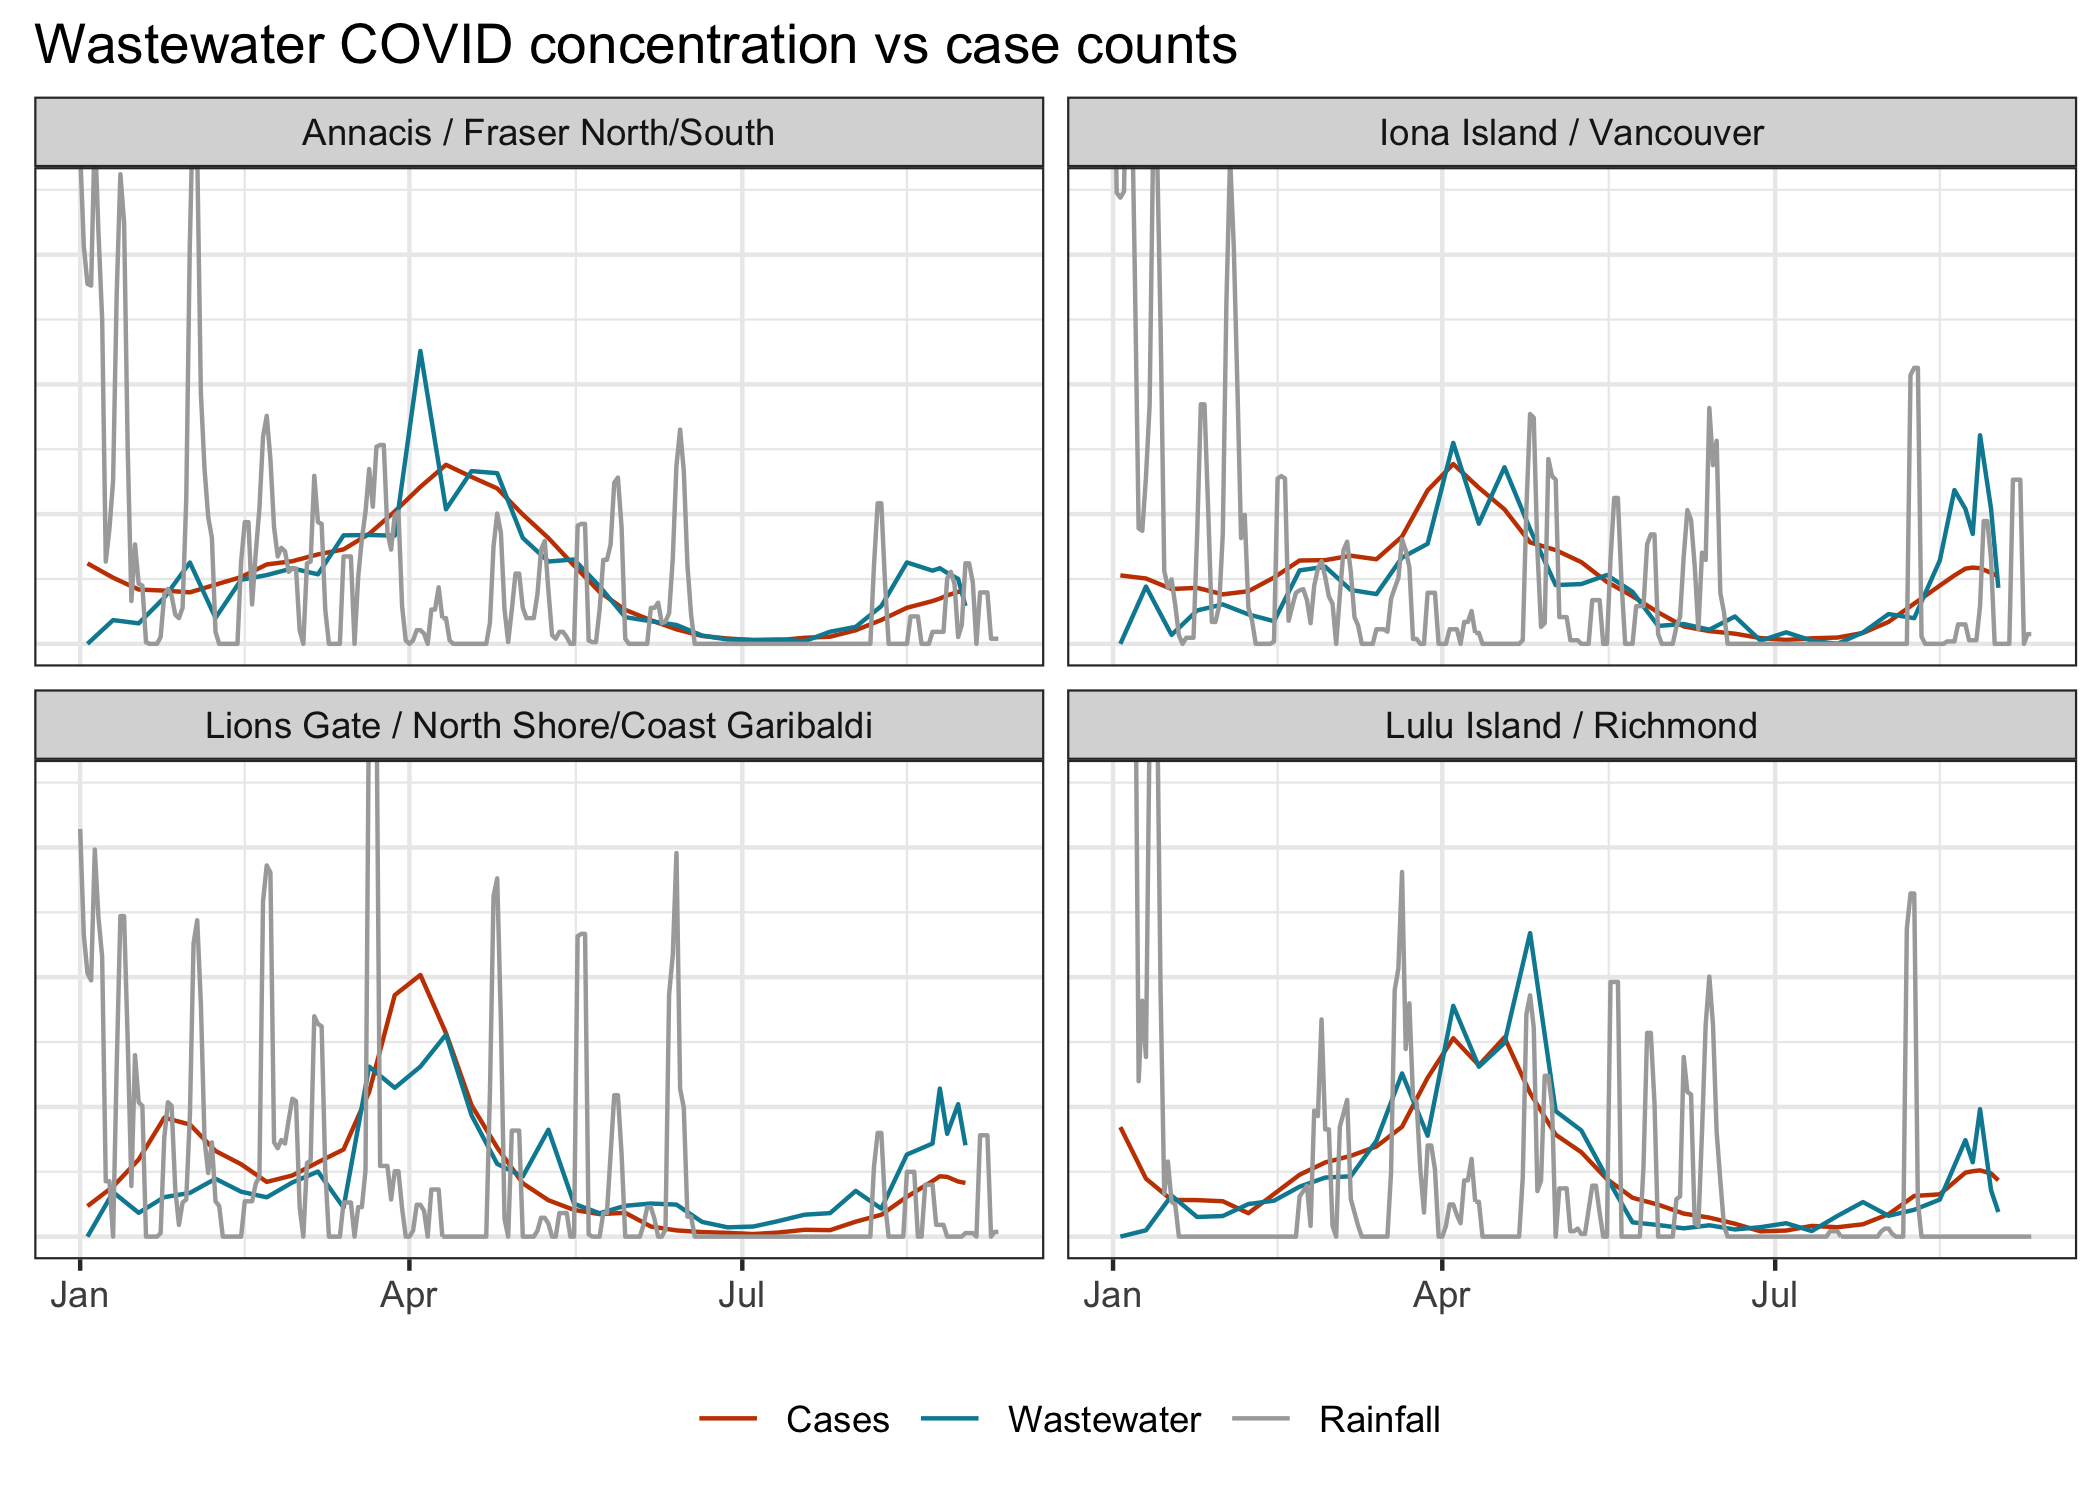 Wastewater COVID concentration vs case counts
Annacis / Fraser North/South
Iona Island / Vancouver
Lions Gate / North Shore/Coast Garibaldi
Lulu Island / Richmond
Jan Apr Jul Jan Apr Jul
Cases Wastewater Rainfall